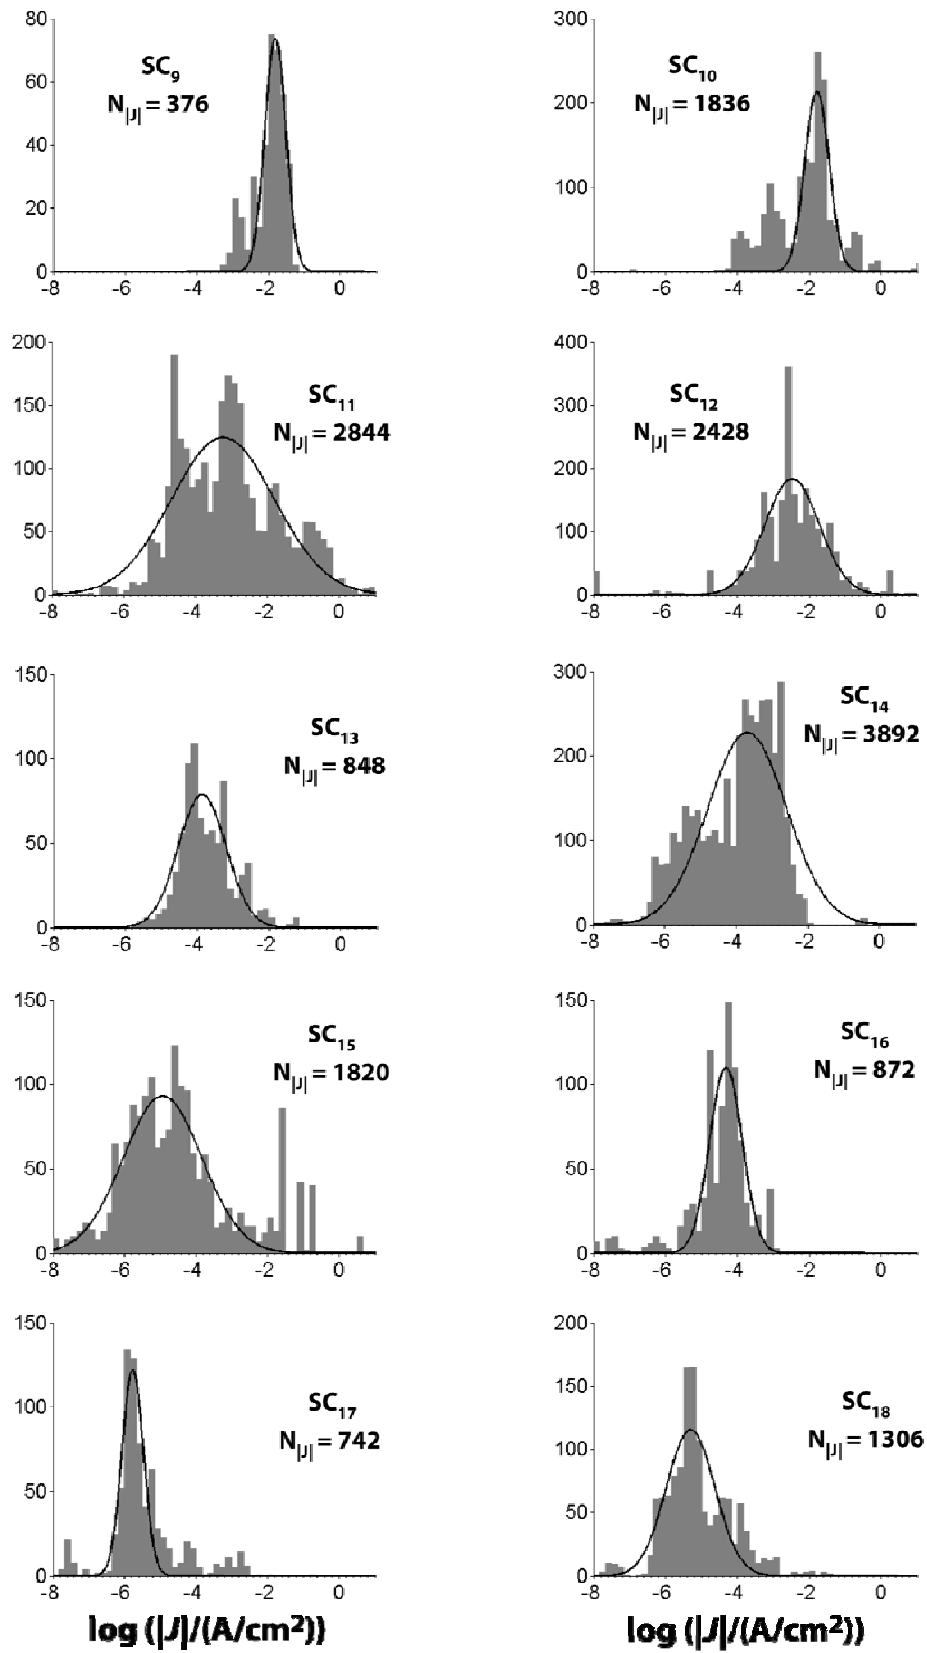 80
60
40
20
0
-8 -6 -4 -2 0
SC9
N|J| = 376
300
200
100
0
-8 -6 -4 -2 0
SC10
N|J| = 1836
200
150
100
50
0
-8 -6 -4 -2 0
SC11
N|J| = 2844
400
300
200
100
0
-8 -6 -4 -2 0
SC12
N|J| = 2428
150
100
50
0
-8 -6 -4 -2 0
SC13
N|J| = 848
300
200
100
0
-8 -6 -4 -2 0
SC14
N|J| = 3892
150
100
50
0
-8 -6 -4 -2 0
SC15
N|J| = 1820
150
100
50
0
-8 -6 -4 -2 0
SC16
N|J| = 872
150
100
50
0
-8 -6 -4 -2 0
SC17
N|J| = 742
log (|J|/(A/cm²))
200
150
100
50
0
-8 -6 -4 -2 0
SC18
N|J| = 1306
log (|J|/(A/cm²))